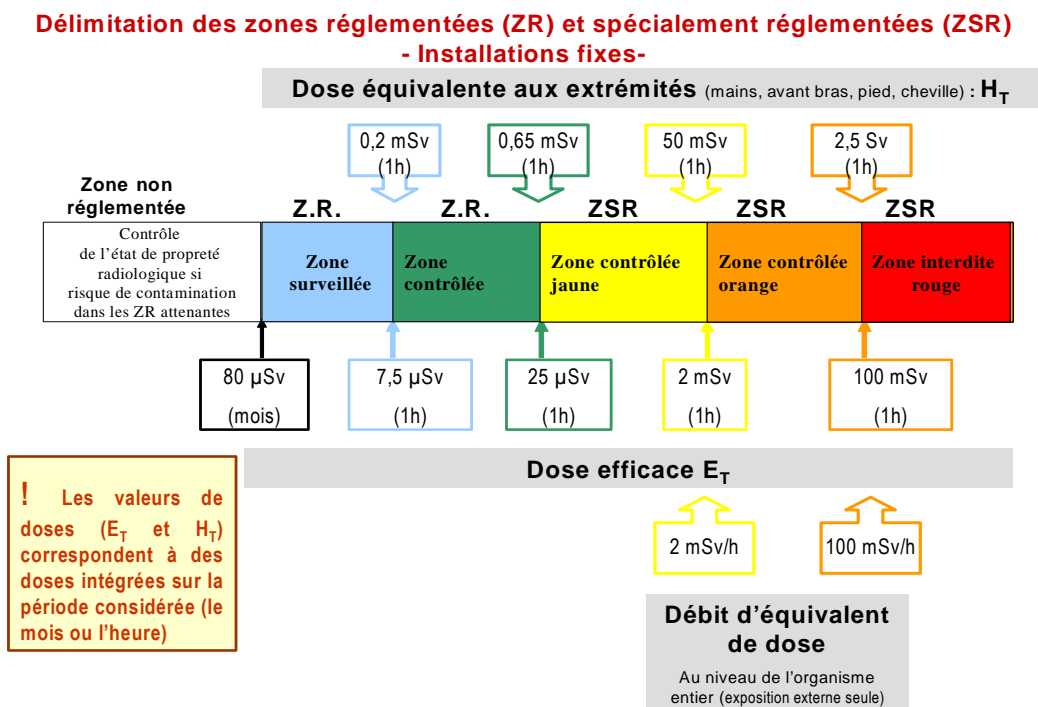 Délimitation des zones réglementées (ZR) et spécialement réglementées (ZSR)
- Installations fixes-
Dose équivalente aux extrémités (mains, avant bras, pied, cheville) : H_T
0,2 mSv
(1h)
0,65 mSv
(1h)
50 mSv
(1h)
2,5 Sv
(1h)
Zone non
réglementée
Z.R.
Z.R.
ZSR
ZSR
ZSR
Contrôle
de l'état de propreté
radiologique si
risque de contamination
dans les ZR attenantes
Zone
surveillée
Zone
contrôlée
Zone contrôlée
jaune
Zone contrôlée
orange
Zone interdite
rouge
80 µSv
(mois)
7,5 µSv
(1h)
25 µSv
(1h)
2 mSv
(1h)
100 mSv
(1h)
Dose efficace E_T
! Les valeurs de
doses (E_T et H_T)
correspondent à des
doses intégrées sur la
période considérée (le
mois ou l'heure)
2 mSv/h
100 mSv/h
Débit d'équivalent
de dose
Au niveau de l'organisme
entier (exposition externe seule)